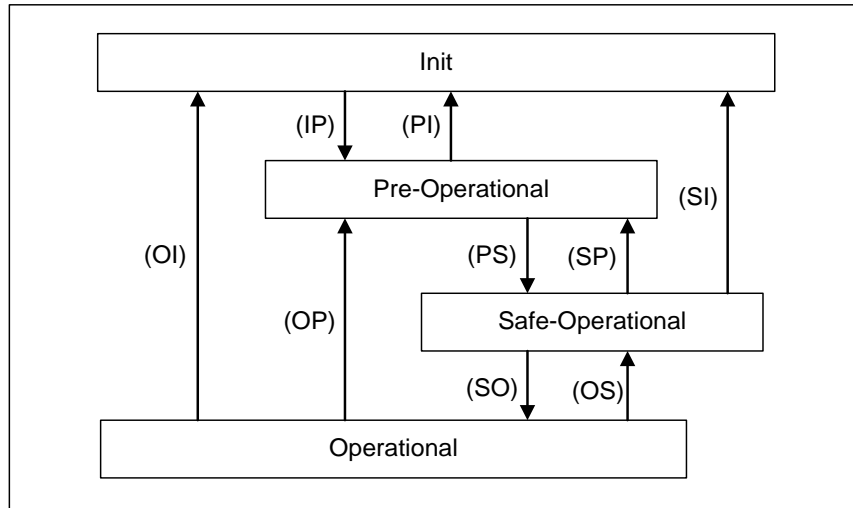 Init
(IP)
(PI)
Pre-Operational
(SI)
(OI)
(PS)
(SP)
(OP)
Safe-Operational
(SO)
(OS)
Operational